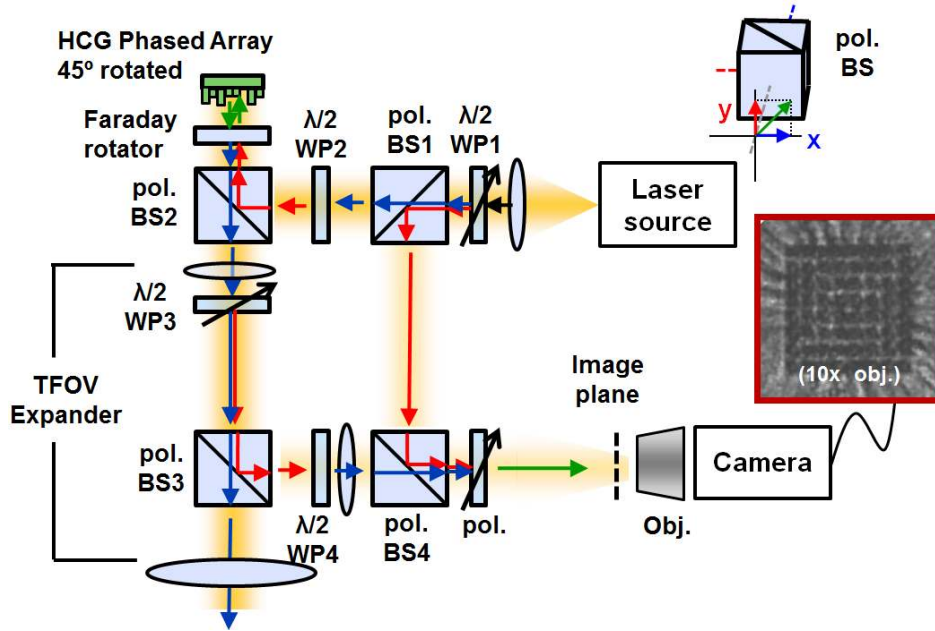 HCG Phased Array
45º rotated
Faraday
rotator
λ/2
WP2
pol.
BS1
λ/2
WP1
pol.
BS
y
x
Laser
source
pol.
BS2
λ/2
WP3
TFOV
Expander
Image
plane
(10x obj.)
pol.
BS3
λ/2
WP4
pol.
BS4
pol.
Obj.
Camera